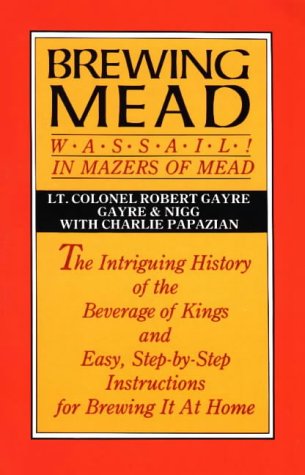 BREWING
MEAD
W•A•S•S•A•I•L•!
IN MAZERS OF MEAD
LT. COLONEL ROBERT GAYRE
GAYRE & NIGG
WITH CHARLIE PAPAZIAN
The Intriguing History
of the
Beverage of Kings
and
Easy, Step-by-Step
Instructions
for Brewing It At Home